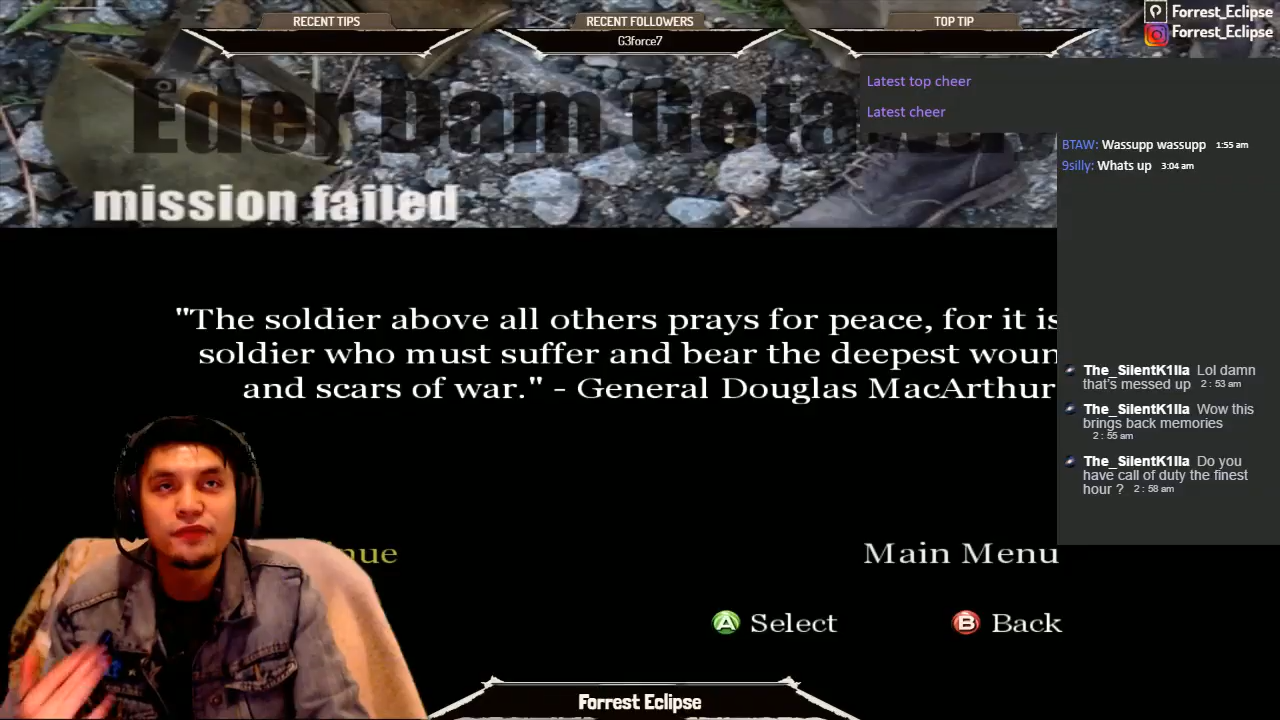 RECENT TIPS
RECENT FOLLOWERS
TOP TIP
G3force7
Forrest_Eclipse
Forrest_Eclipse
Eder Dam Geta
mission failed
Latest top cheer
Latest cheer
BTAW: Wassupp wassupp 1:55 am
9silly: Whats up 3:04 am
"The soldier above all others prays for peace, for it is
soldier who must suffer and bear the deepest woun
and scars of war." - General Douglas MacArthur
The_SilentK1lla Lol damn
that's messed up 2:53 am
The_SilentK1lla Wow this
brings back memories
2:55 am
The_SilentK1lla Do you
have call of duty the finest
hour ? 2:58 am
nue
Main Menu
A Select
B Back
Forrest Eclipse